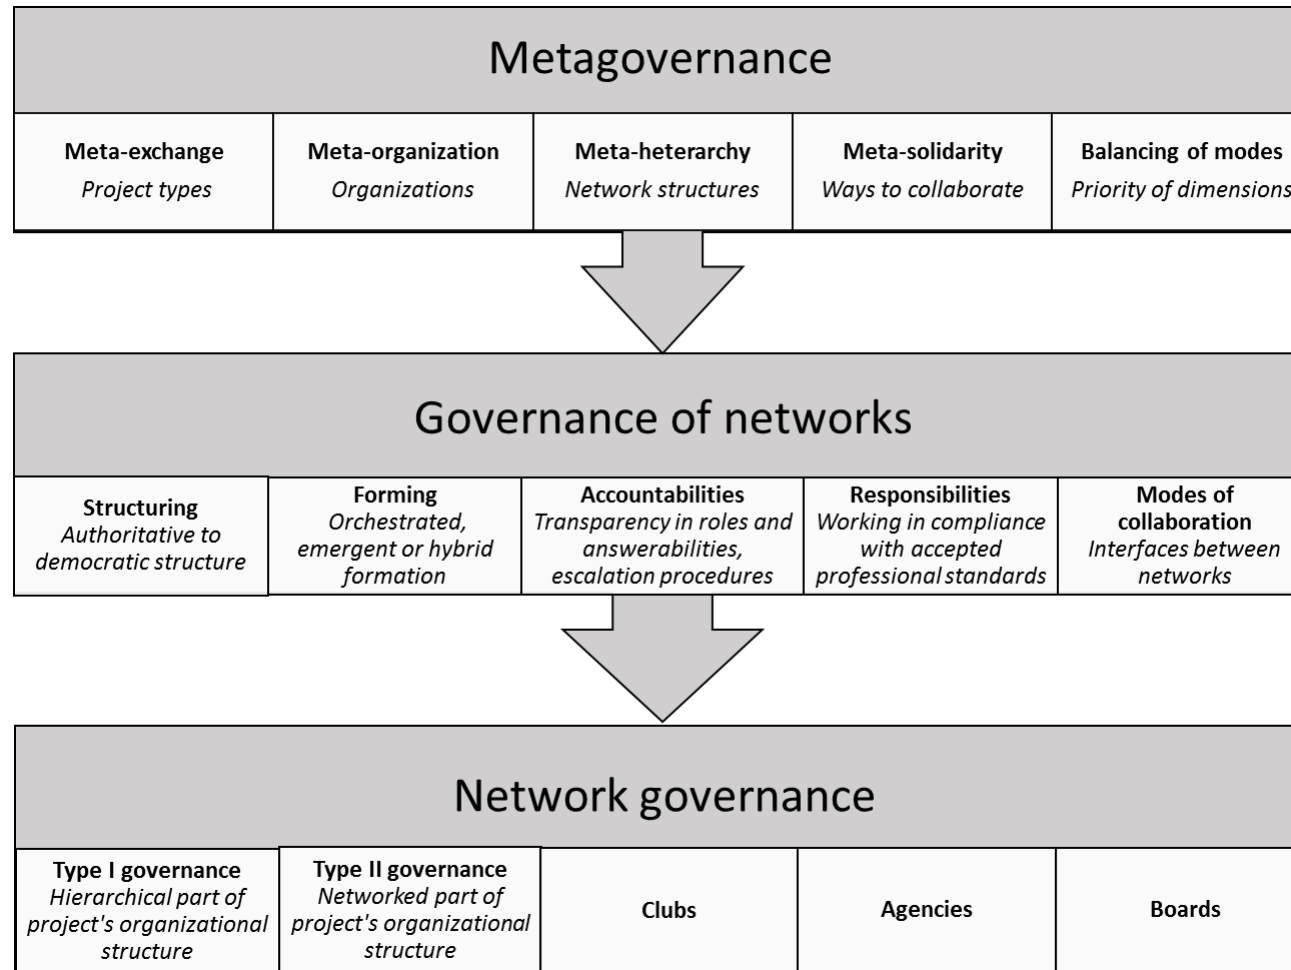 Metagovernance
Meta-exchange
Project types
Meta-organization
Organizations
Meta-heterarchy
Network structures
Meta-solidarity
Ways to collaborate
Balancing of modes
Priority of dimensions
Governance of networks
Structuring
Authoritative to
democratic structure
Forming
Orchestrated,
emergent or hybrid
formation
Accountabilities
Transparency in roles and
answerabilities,
escalation procedures
Responsibilities
Working in compliance
with accepted
professional standards
Modes of
collaboration
Interfaces between
networks
Network governance
Type I governance
Hierarchical part of
project's organizational
structure
Type II governance
Networked part of
project's organizational
structure
Clubs
Agencies
Boards